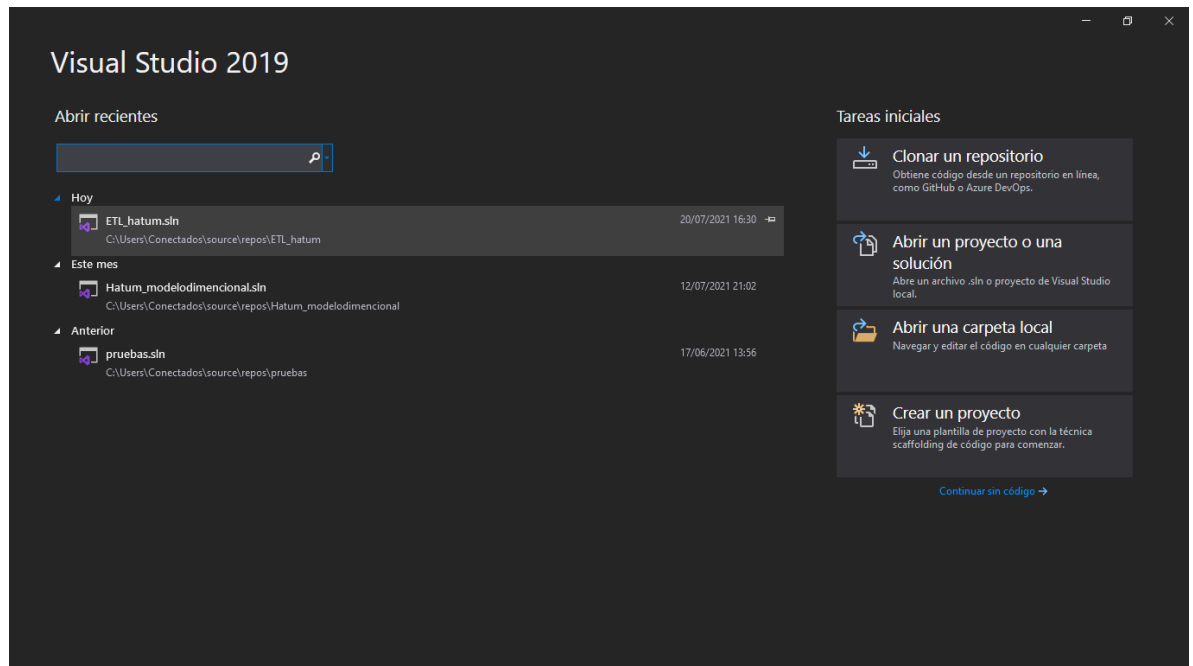 Visual Studio 2019
Abrir recientes
Hoy
ETL_hatum.sln
20/07/2021 16:30
C:\Users\Conectados\source\repos\ETL_hatum
Este mes
Hatum_modelodimencional.sln
12/07/2021 21:02
C:\Users\Conectados\source\repos\Hatum_modelodimencional
Anterior
pruebas.sln
17/06/2021 13:56
C:\Users\Conectados\source\repos\pruebas
Tareas iniciales
Clonar un repositorio
Obtiene código desde un repositorio en línea,
como GitHub o Azure DevOps.
Abrir un proyecto o una
solución
Abre un archivo .sln o proyecto de Visual Studio
local.
Abrir una carpeta local
Navegar y editar el código en cualquier carpeta
Crear un proyecto
Elija una plantilla de proyecto con la técnica
scaffolding de código para comenzar.
Continuar sin código →